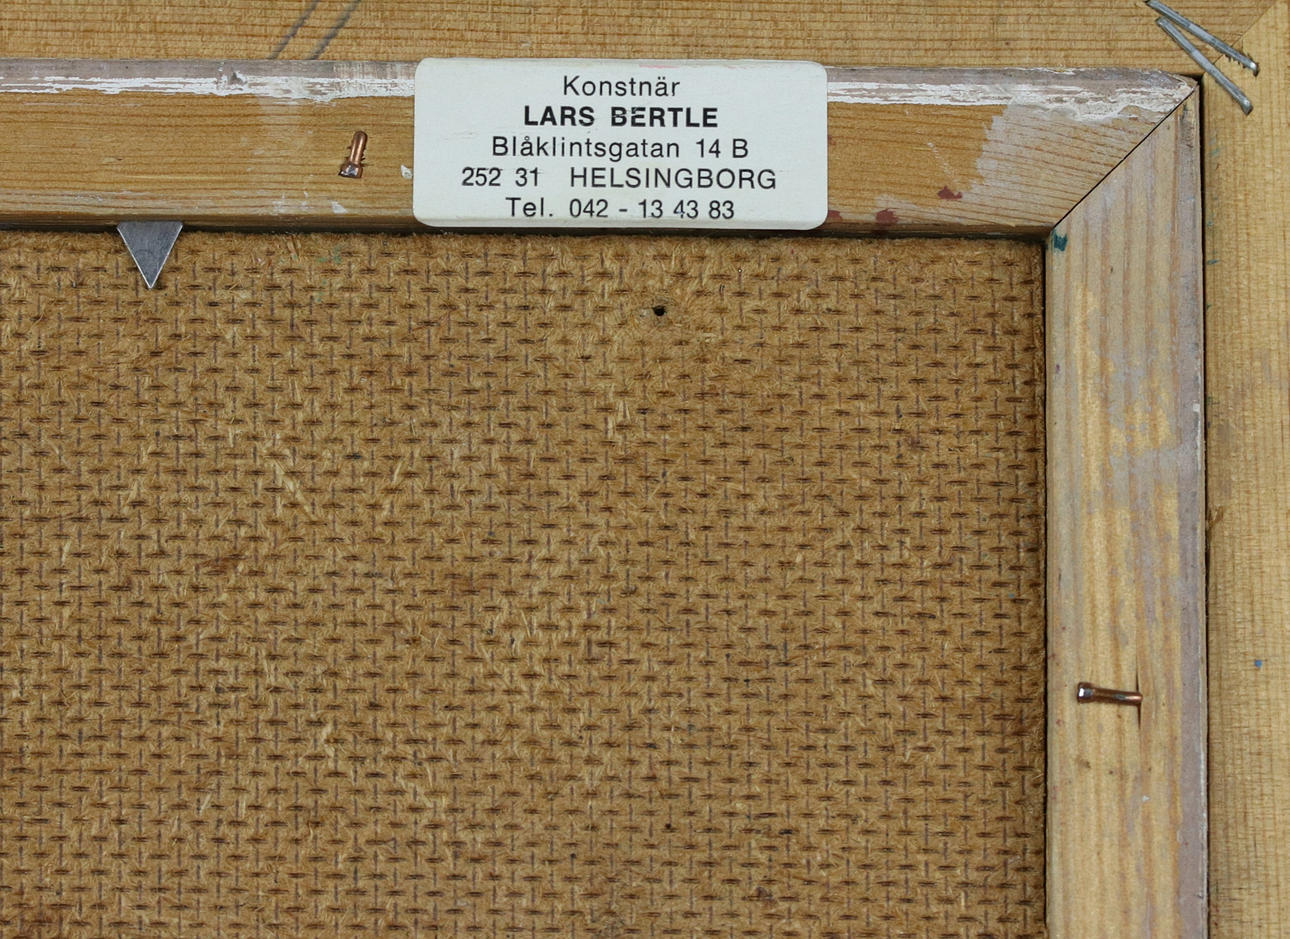 Konstnär
LARS BERTLE
Blåklintsgatan 14 B
252 31 HELSINGBORG
Tel. 042 - 13 43 83